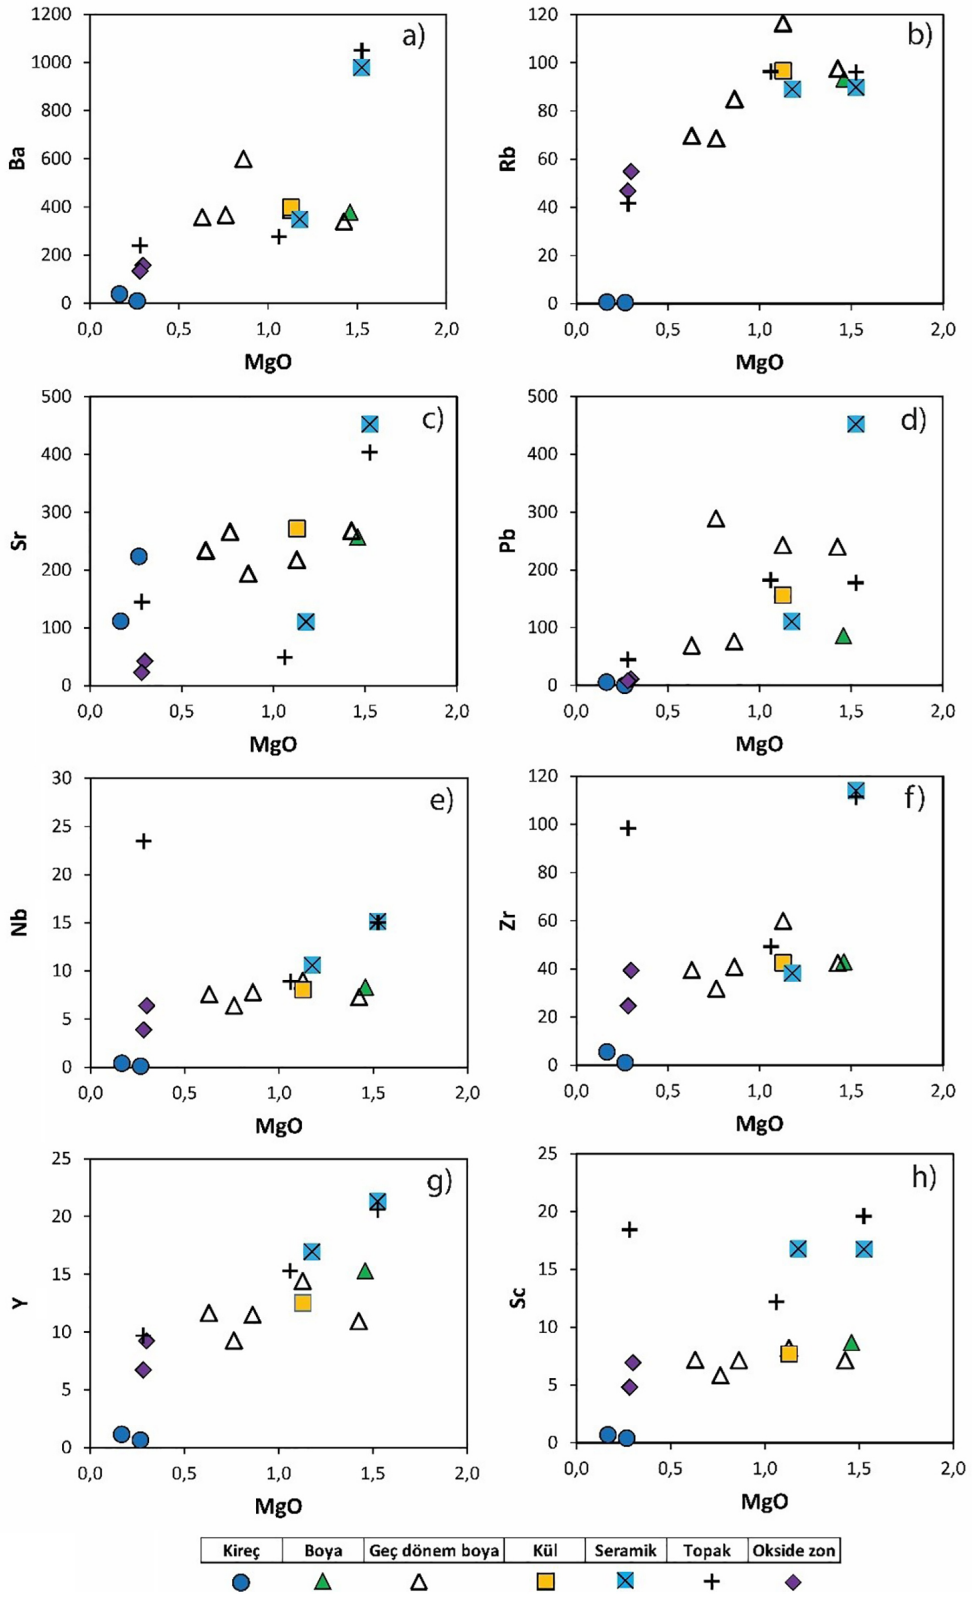 a)
1200
1000
800
600
400
200
0
Ba
0,0 0,5 1,0 1,5 2,0
MgO
b)
120
100
80
60
40
20
0
Rb
0,0 0,5 1,0 1,5 2,0
MgO
c)
500
400
300
200
100
0
Sr
0,0 0,5 1,0 1,5 2,0
MgO
d)
500
400
300
200
100
0
Pb
0,0 0,5 1,0 1,5 2,0
MgO
e)
30
25
20
15
10
5
0
Nb
0,0 0,5 1,0 1,5 2,0
MgO
f)
120
100
80
60
40
20
0
Zr
0,0 0,5 1,0 1,5 2,0
MgO
g)
25
20
15
10
5
0
Y
0,0 0,5 1,0 1,5 2,0
MgO
h)
25
20
15
10
5
0
Sc
0,0 0,5 1,0 1,5 2,0
MgO
Kireç Boya Geç dönem boya Kül Seramik Topak Okside zon